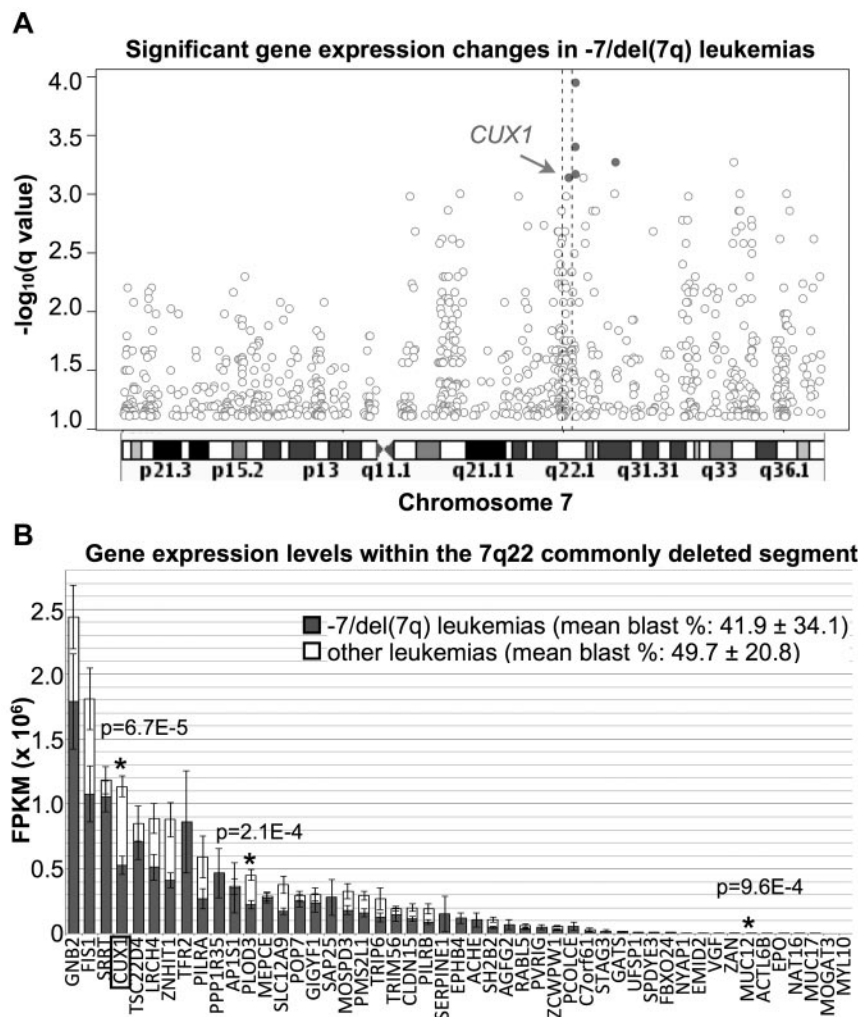 A
Significant gene expression changes in -7/del(7q) leukemias
4.0
3.5
3.0
2.5
2.0
1.5
1.0
-log10(q value)
CUX1
p21.3 p15.2 p13 q11.1 q21.11 q22.1 q31.31 q33 q36.1
Chromosome 7
B
Gene expression levels within the 7q22 commonly deleted segment
2.5
2.0
1.5
1.0
0.5
0
FPKM (x 10⁶)
-7/del(7q) leukemias (mean blast %: 41.9 ± 34.1)
other leukemias (mean blast %: 49.7 ± 20.8)
p=6.7E-5
*
p=2.1E-4
*
p=9.6E-4
*
GNB2
FIS1
SRRT
CUX1
TSC22D4
LRCH4
ZNHIT1
TFR2
PILRA
PPP1R35
AP1S1
PLOD3
MEPCE
SLC12A9
POP7
GIGYF1
SAP25
MOSPD3
PMS2L1
TRIP6
TRIM56
CLDN15
PILRB
SERPINE1
EPHB4
ACHE
SH2B2
AGFG2
RABL5
PVRIG
ZCWPW1
PCOLCE
C7orf61
STAG3
GATS
UFSP1
SPDYE3
FBXO24
NYAP1
EMID2
VGF
ZAN
MUC12
ACTL6B
EPO
NAT16
MUC17
MOGAT3
MYL10